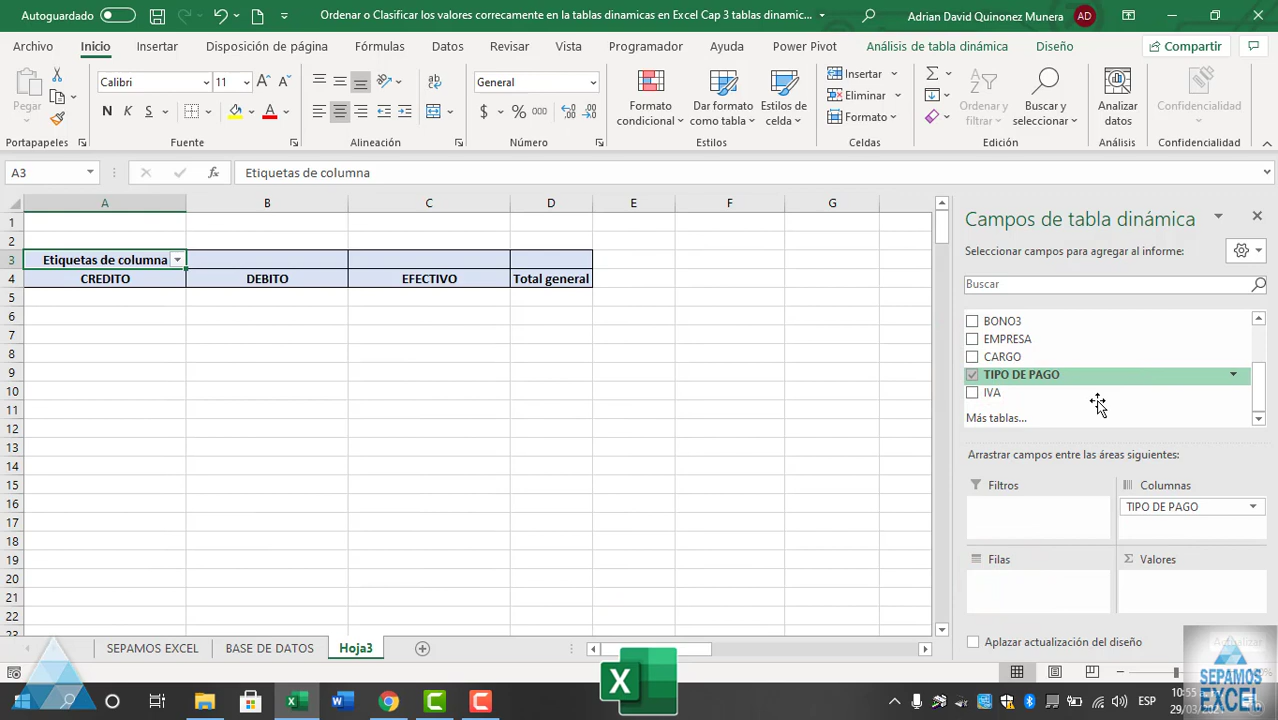 Autoguardado
Ordenar o Clasificar los valores correcamente en la tablas dinamicas en Excel Cap 3 tablas dinamic...
Adrian David Quinonez Munera AD
Archivo Inicio Insertar Disposición de página Fórmulas Datos Revisar Vista Programador Ayuda Power Pivot Análisis de tabla dinámica Diseño Compartir
Pegar
Portapapeles
Calibri 11
N K S
Fuente
Alineación
General
$ % 000
Número
Formato condicional
Dar formato como tabla
Estilos de celda
Estilos
Insertar
Eliminar
Formato
Celdas
Ordenar y filtrar
Buscar y seleccionar
Edición
Analizar datos
Análisis
Confidencialidad
Confidencialidad
A3 fx Etiquetas de columna
A B C D E F G
1
2
3 Etiquetas de columna
4 CREDITO DEBITO EFECTIVO Total general
5
6
7
8
9
10
11
12
13
14
15
16
17
18
19
20
21
22
23
Campos de tabla dinámica
Seleccionar campos para agregar al informe:
Buscar
BONO3
EMPRESA
CARGO
TIPO DE PAGO
IVA
Más tablas...
Arrastrar campos entre las áreas siguientes:
Filtros
Columnas
TIPO DE PAGO
Filas
Σ Valores
Aplazar actualización del diseño
SEPAMOS EXCEL BASE DE DATOS Hoja3
X
ESP
29/03/
SEPAMOS
EXCEL